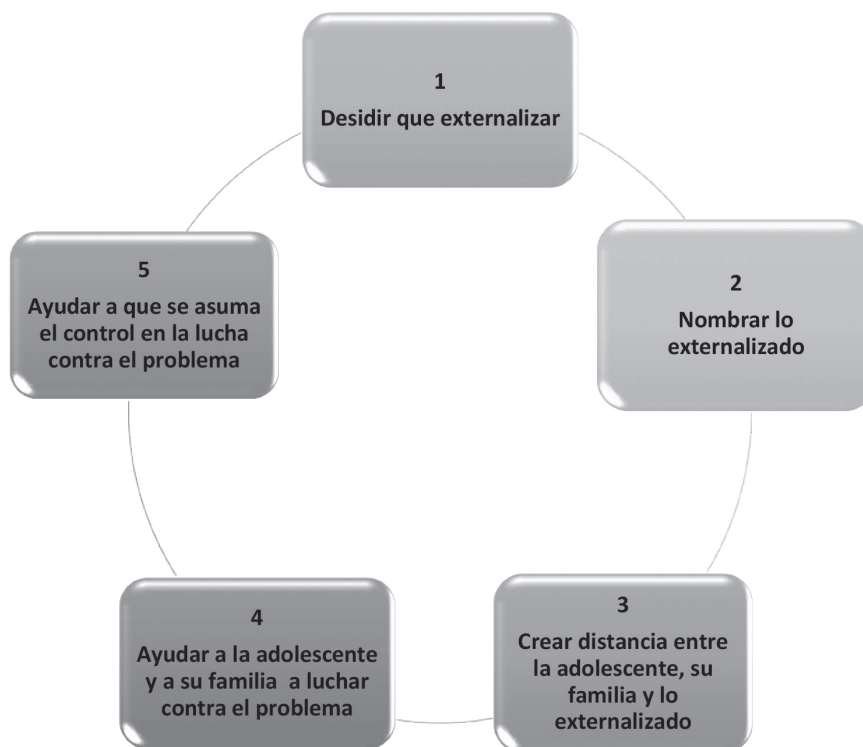 1
Desidir que externalizar
2
Nombrar lo
externalizado
3
Crear distancia entre
la adolescente, su
familia y lo
externalizado
4
Ayudar a la adolescente
y a su familia a luchar
contra el problema
5
Ayudar a que se asuma
el control en la lucha
contra el problema